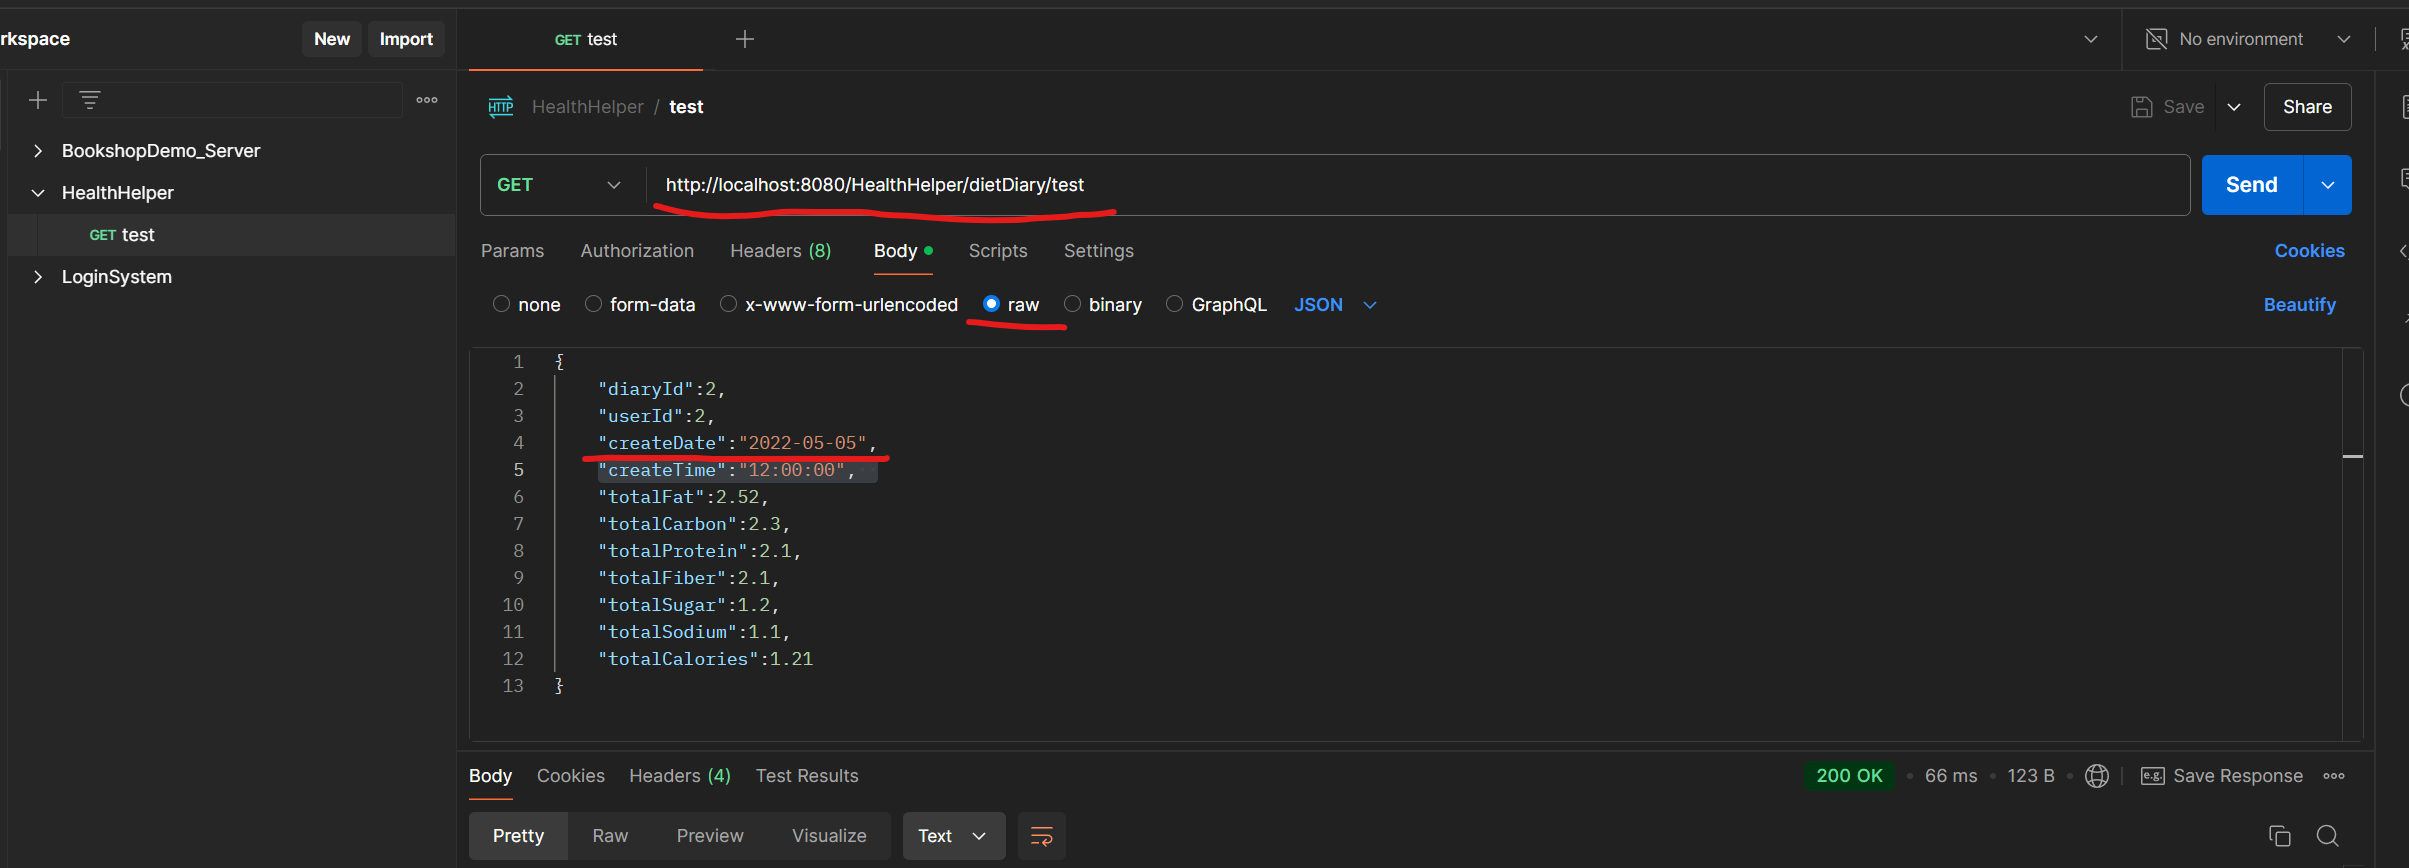 rkspace
New
Import
GET test
No environment
HTTP HealthHelper / test
Save
Share
BookshopDemo_Server
HealthHelper
GET test
LoginSystem
GET
http://localhost:8080/HealthHelper/dietDiary/test
Send
Params
Authorization
Headers (8)
Body
Scripts
Settings
Cookies
none
form-data
x-www-form-urlencoded
raw
binary
GraphQL
JSON
Beautify
1 {
2 "diaryId":2,
3 "userId":2,
4 "createDate":"2022-05-05",
5 "createTime":"12:00:00",
6 "totalFat":2.52,
7 "totalCarbon":2.3,
8 "totalProtein":2.1,
9 "totalFiber":2.1,
10 "totalSugar":1.2,
11 "totalSodium":1.1,
12 "totalCalories":1.21
13 }
Body
Cookies
Headers (4)
Test Results
200 OK
66 ms
123 B
e.g. Save Response
Pretty
Raw
Preview
Visualize
Text